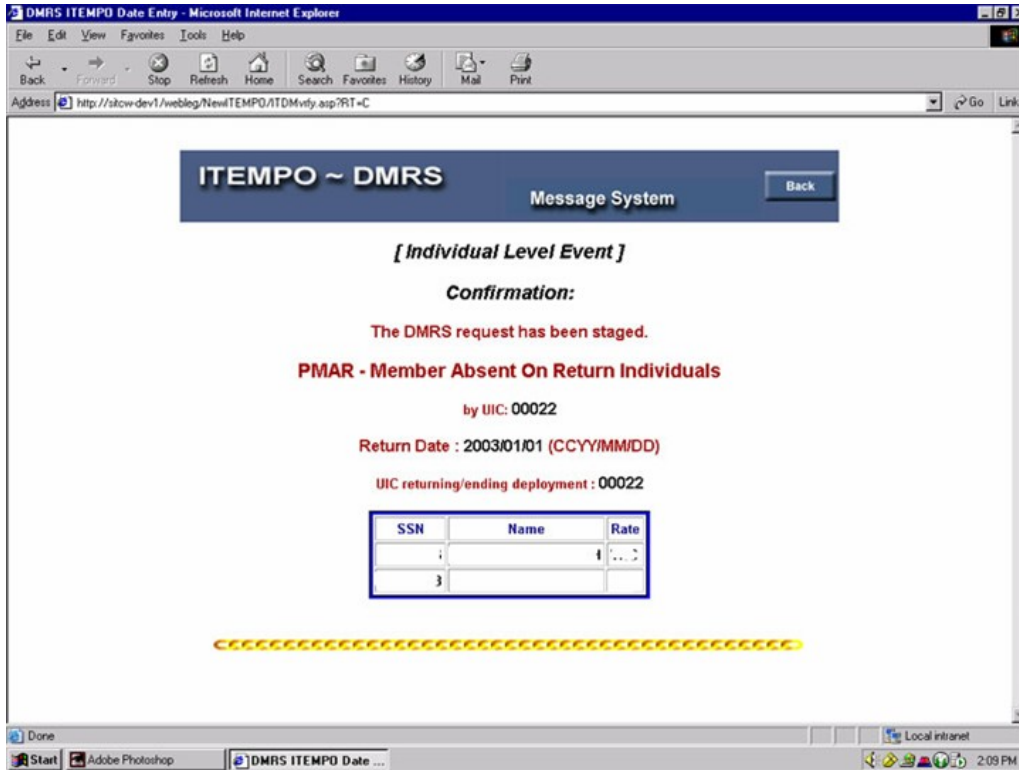 DMRS ITEMPO Date Entry - Microsoft Internet Explorer
File Edit View Favorites Tools Help
Back Forward Stop Refresh Home Search Favorites History Mail Print
Address http://sitcw-dev1/webleg/NewITEMPO/ITDMvrfy.asp?RT=C Go Link
ITEMPO ~ DMRS
Message System
Back
[ Individual Level Event ]
Confirmation:
The DMRS request has been staged.
PMAR - Member Absent On Return Individuals
by UIC: 00022
Return Date : 2003/01/01 (CCYY/MM/DD)
UIC returning/ending deployment : 00022
SSN Name Rate
Done Local intranet
Start Adobe Photoshop DMRS ITEMPO Date ... 2:09 PM